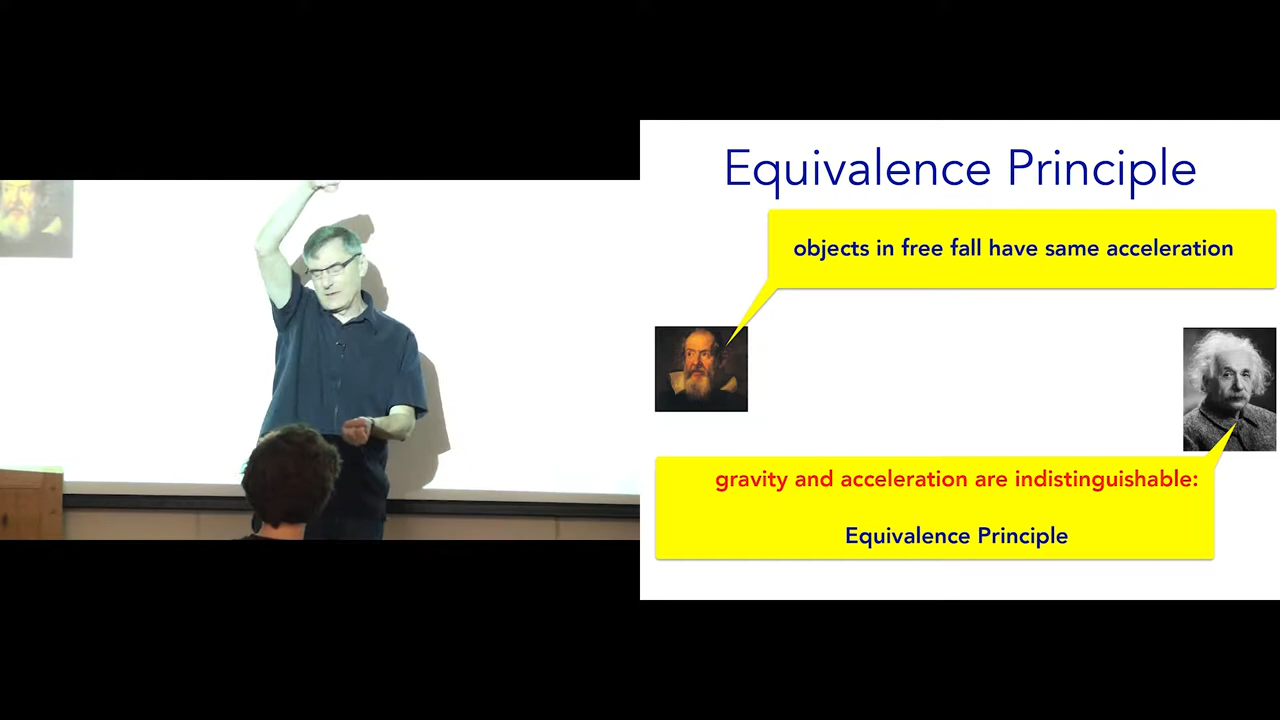 Equivalence Principle
objects in free fall have same acceleration
gravity and acceleration are indistinguishable:
Equivalence Principle